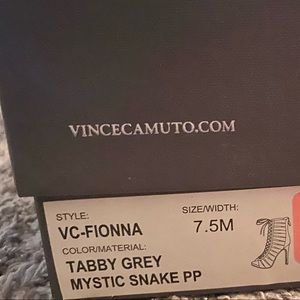 VINCECAMUTO.COM
STYLE: SIZE/WIDTH:
VC-FIONNA 7.5M
COLOR/MATERIAL:
TABBY GREY
MYSTIC SNAKE PP